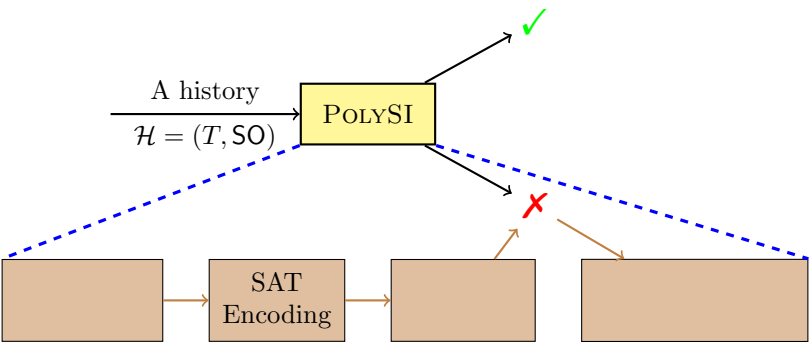 ✓
A history
POLYSI
ℋ = (T, SO)
✗
SAT
Encoding